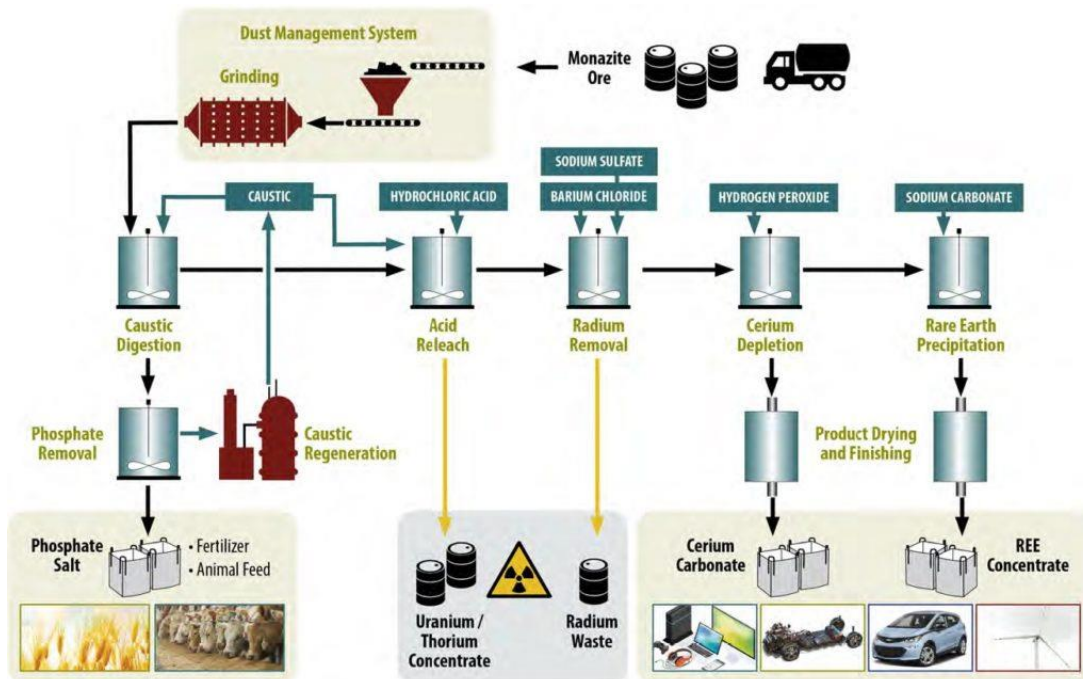 Dust Management System
Grinding
Monazite
Ore
SODIUM SULFATE
CAUSTIC
HYDROCHLORIC ACID
BARIUM CHLORIDE
HYDROGEN PEROXIDE
SODIUM CARBONATE
Caustic
Digestion
Acid
Releach
Radium
Removal
Cerium
Depletion
Rare Earth
Precipitation
Phosphate
Removal
Caustic
Regeneration
Product Drying
and Finishing
Phosphate
Salt
• Fertilizer
• Animal Feed
Uranium /
Thorium
Concentrate
Radium
Waste
Cerium
Carbonate
REE
Concentrate